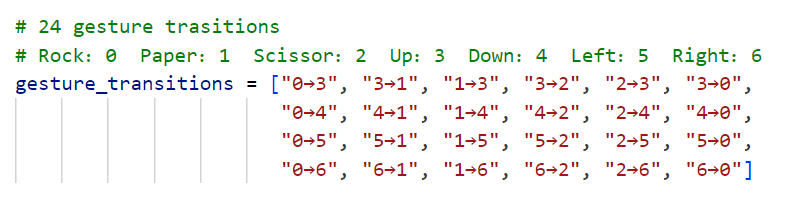 # 24 gesture trasitions
# Rock: 0  Paper: 1  Scissor: 2  Up: 3  Down: 4  Left: 5  Right: 6
gesture_transitions = ["0→3", "3→1", "1→3", "3→2", "2→3", "3→0",
"0→4", "4→1", "1→4", "4→2", "2→4", "4→0",
"0→5", "5→1", "1→5", "5→2", "2→5", "5→0",
"0→6", "6→1", "1→6", "6→2", "2→6", "6→0"]